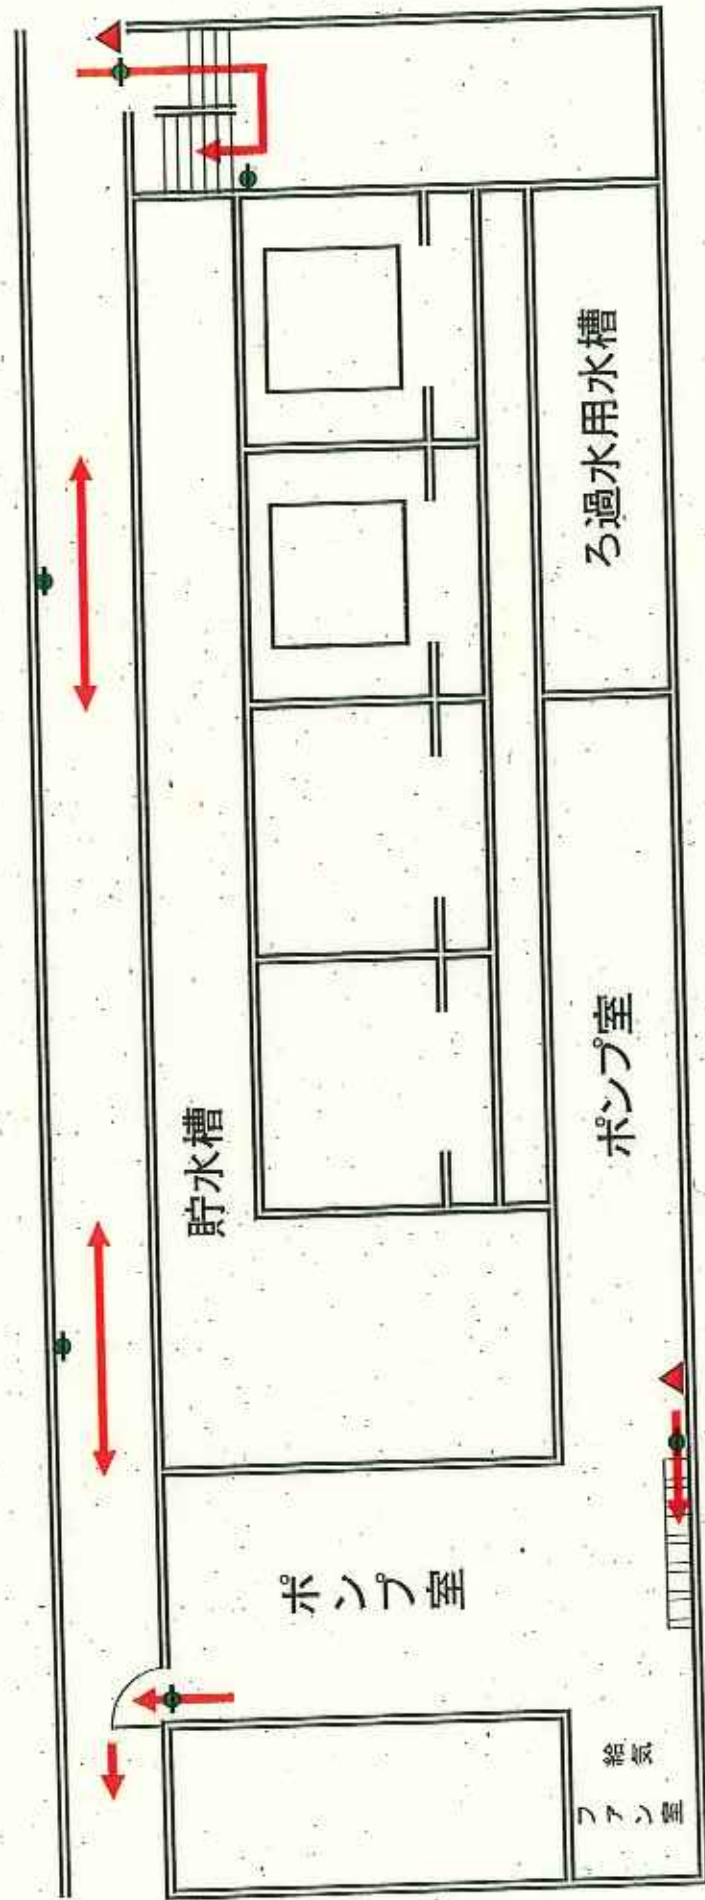 貯水槽
ろ過水用水槽
ポンプ室
ポンプ室
給気
ファン室